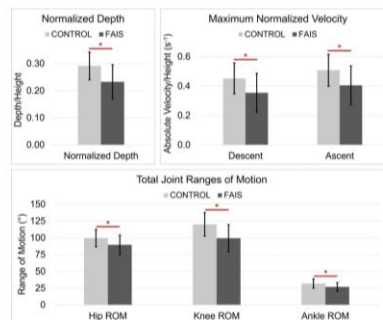 Normalized Depth
CONTROL FAIS
Depth/Height
0.30
0.20
0.10
0.00
*
Normalized Depth
Maximum Normalized Velocity
CONTROL FAIS
Absolute Velocity/Height (s⁻¹)
0.6
0.4
0.2
0.0
*
*
Descent Ascent
Total Joint Ranges of Motion
CONTROL FAIS
Range of Motion (°)
150
125
100
75
50
25
0
*
*
*
Hip ROM Knee ROM Ankle ROM